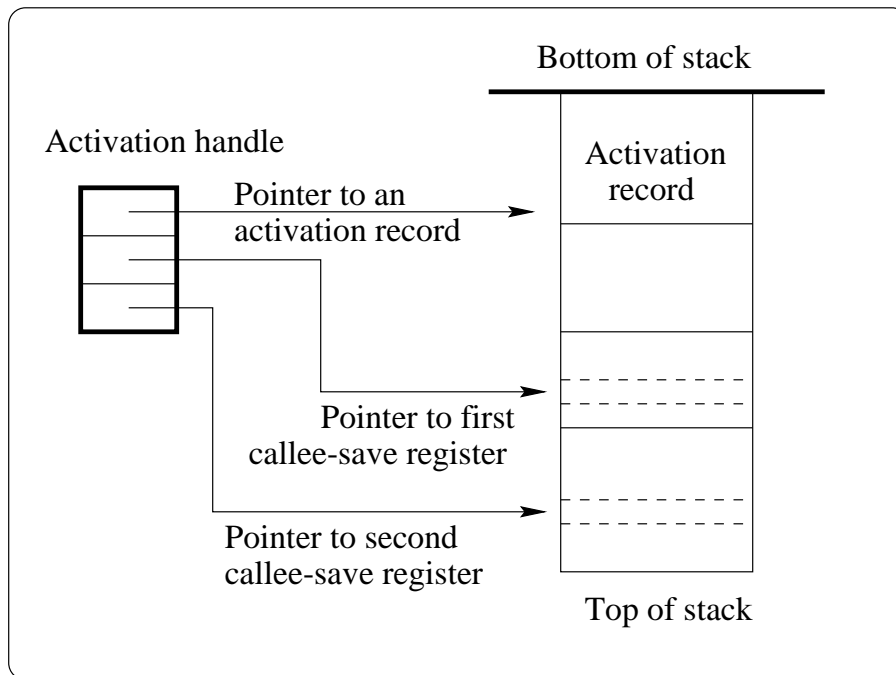 Bottom of stack
Activation handle
Activation
record
Pointer to an
activation record
Pointer to first
callee-save register
Pointer to second
callee-save register
Top of stack